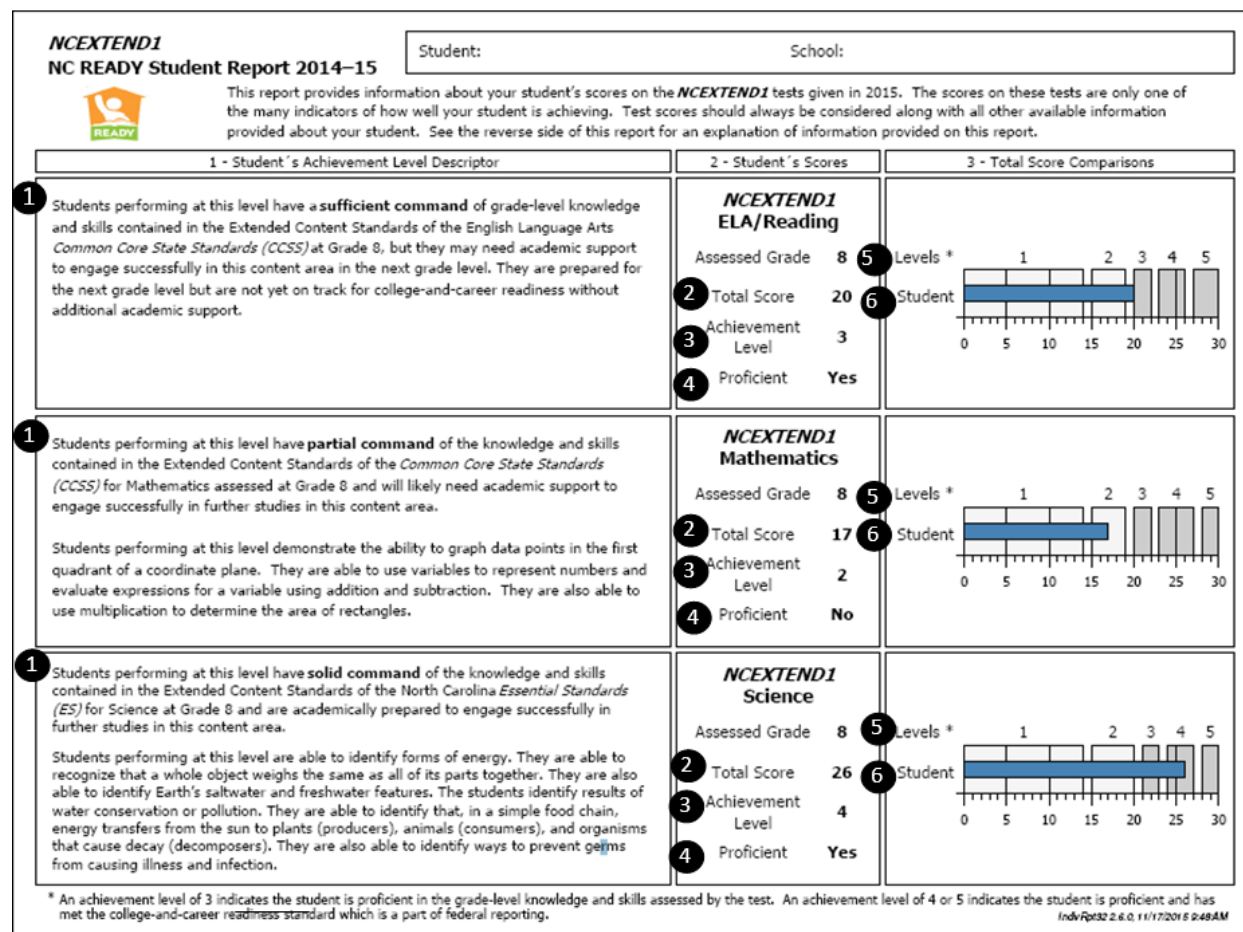 NCEXTEND1
NC READY Student Report 2014–15
Student: School:
READY
This report provides information about your student's scores on the NCEXTEND1 tests given in 2015. The scores on these tests are only one of
the many indicators of how well your student is achieving. Test scores should always be considered along with all other available information
provided about your student. See the reverse side of this report for an explanation of information provided on this report.
1 - Student´s Achievement Level Descriptor
2 - Student´s Scores
3 - Total Score Comparisons
1
Students performing at this level have a sufficient command of grade-level knowledge
and skills contained in the Extended Content Standards of the English Language Arts
Common Core State Standards (CCSS) at Grade 8, but they may need academic support
to engage successfully in this content area in the next grade level. They are prepared for
the next grade level but are not yet on track for college-and-career readiness without
additional academic support.
NCEXTEND1
ELA/Reading
Assessed Grade 8
2 Total Score 20
3 Achievement
Level 3
4 Proficient Yes
5 Levels * 1 2 3 4 5
6 Student
0 5 10 15 20 25 30
1
Students performing at this level have partial command of the knowledge and skills
contained in the Extended Content Standards of the Common Core State Standards
(CCSS) for Mathematics assessed at Grade 8 and will likely need academic support to
engage successfully in further studies in this content area.
Students performing at this level demonstrate the ability to graph data points in the first
quadrant of a coordinate plane. They are able to use variables to represent numbers and
evaluate expressions for a variable using addition and subtraction. They are also able to
use multiplication to determine the area of rectangles.
NCEXTEND1
Mathematics
Assessed Grade 8
2 Total Score 17
3 Achievement
Level 2
4 Proficient No
5 Levels * 1 2 3 4 5
6 Student
0 5 10 15 20 25 30
1
Students performing at this level have solid command of the knowledge and skills
contained in the Extended Content Standards of the North Carolina Essential Standards
(ES) for Science at Grade 8 and are academically prepared to engage successfully in
further studies in this content area.
Students performing at this level are able to identify forms of energy. They are able to
recognize that a whole object weighs the same as all of its parts together. They are also
able to identify Earth's saltwater and freshwater features. The students identify results of
water conservation or pollution. They are able to identify that, in a simple food chain,
energy transfers from the sun to plants (producers), animals (consumers), and organisms
that cause decay (decomposers). They are also able to identify ways to prevent germs
from causing illness and infection.
NCEXTEND1
Science
Assessed Grade 8
2 Total Score 26
3 Achievement
Level 4
4 Proficient Yes
5 Levels * 1 2 3 4 5
6 Student
0 5 10 15 20 25 30
* An achievement level of 3 indicates the student is proficient in the grade-level knowledge and skills assessed by the test. An achievement level of 4 or 5 indicates the student is proficient and has
met the college-and-career readiness standard which is a part of federal reporting.
IndvRpt32 2.6.0, 11/17/2015 9:48AM